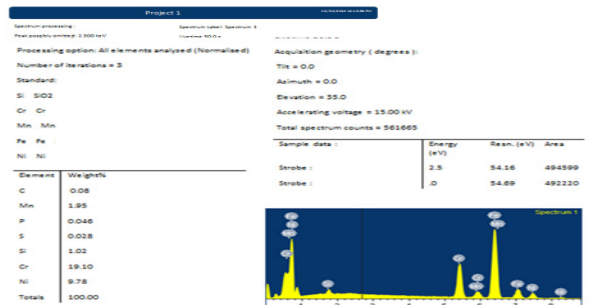 Project 1
Spectrum processing :
Peak possibly omitted: 2.500 keV
Spectrum Label: Spectrum 1
Livetime 50.0 s
Processing option: All elements analyzed (Normalised)
Number of iterations = 3
Standard:
Si SiO2
Cr Cr
Mn Mn
Fe Fe
Ni Ni
Element Weight%
C 0.08
Mn 1.95
P 0.046
S 0.028
Si 1.02
Cr 19.10
Ni 9.78
Totals 100.00
Acquisition geometry ( degrees ):
Tilt = 0.0
Azimuth = 0.0
Elevation = 35.0
Accelerating voltage = 15.00 kV
Total spectrum counts = 561665
Sample data : Energy (eV) Resn. (eV) Area
Strobe : 2.5 54.16 494599
Strobe : .0 54.69 492220
Spectrum 1